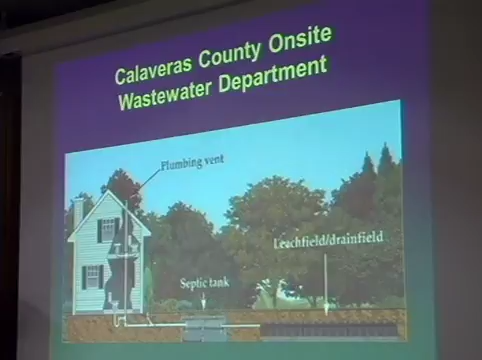 Calaveras County Onsite
Wastewater Department
Plumbing vent
Leachfield/drainfield
Septic tank